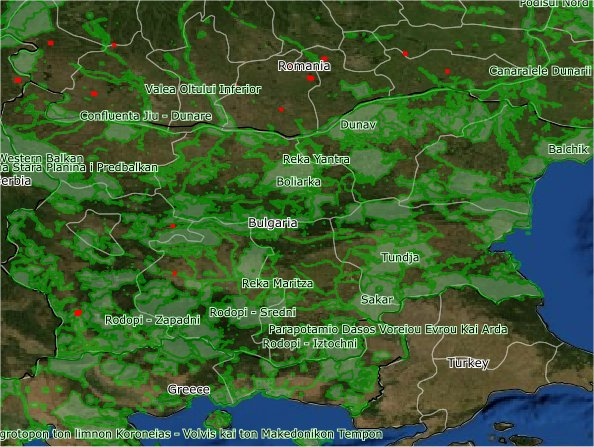 Podisul Nord
Romania
Canaralele Dunarii
Valea Oltului Inferior
Confluenta Jiu - Dunare
Dunav
Balchik
Western Balkan
Reka Yantra
a Stara Planina i Predbalkan
Serbia
Boliarka
Bulgaria
Tundja
Reka Maritza
Sakar
Rodopi - Sredni
Rodopi - Zapadni
Parapotamio Dasos Voreiou Evrou Kai Arda
Rodopi - Iztochni
Turkey
Greece
grotopon ton limnon Koroneias - Volvis kai ton Makedonikon Tempon